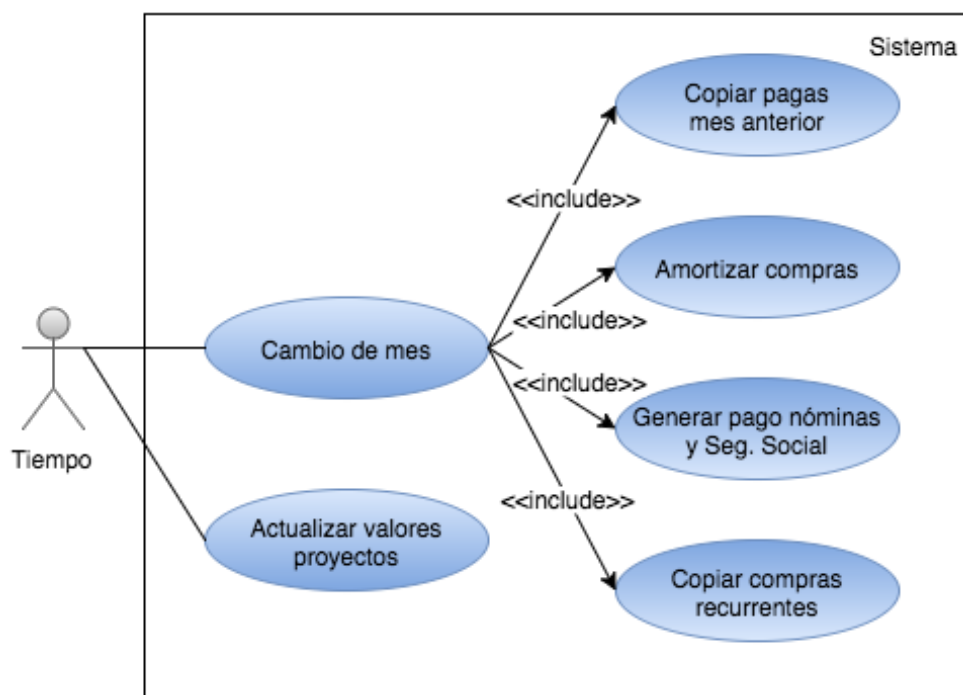 Sistema
Copiar pagas
mes anterior
<<include>>
Amortizar compras
<<include>>
Cambio de mes
<<include>>
Generar pago nóminas
y Seg. Social
Tiempo
<<include>>
Actualizar valores
proyectos
Copiar compras
recurrentes